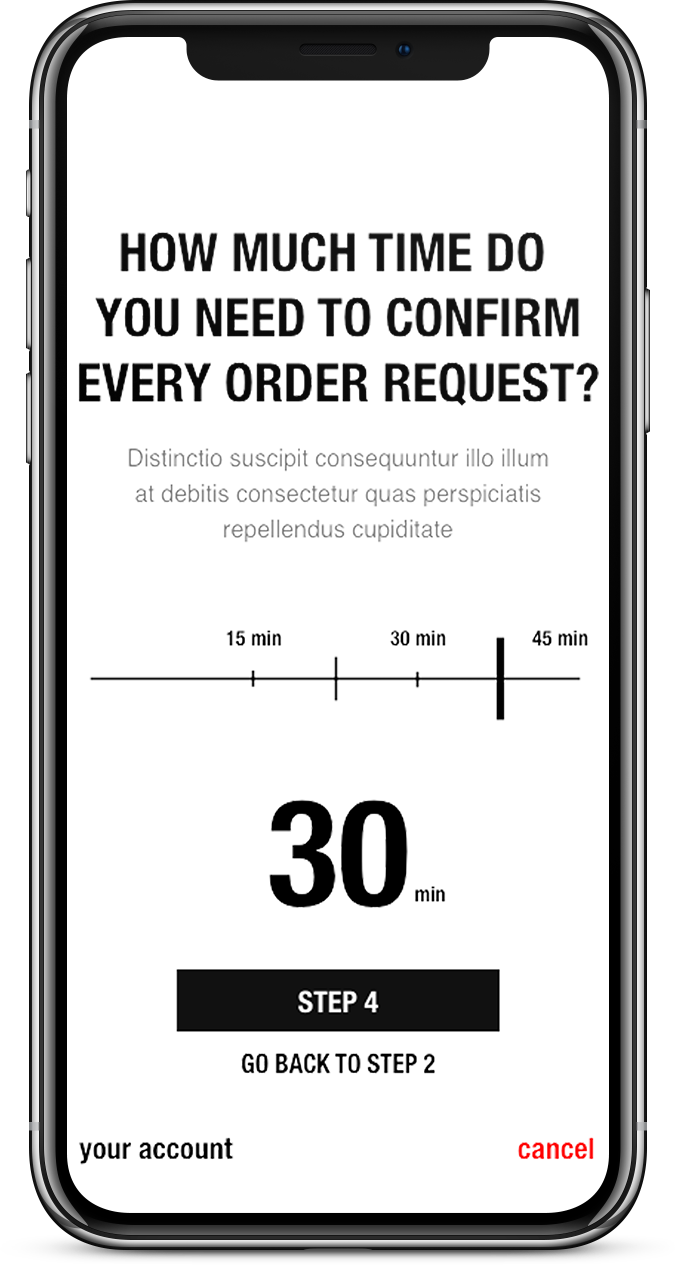 HOW MUCH TIME DO
YOU NEED TO CONFIRM
EVERY ORDER REQUEST?
Distinctio suscipit consequuntur illo illum
at debitis consectetur quas perspiciatis
repellendus cupiditate
15 min 30 min 45 min
30 min
STEP 4
GO BACK TO STEP 2
your account cancel